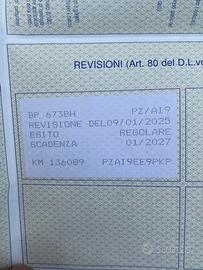 REVISIONI (Art. 80 del D.L.vo
BP 673BH PZ/AI9
REVISIONE DEL09/01/2025
ESITO REGOLARE
SCADENZA 01/2027
KM 136089 PZAI9EE9PKP
subito